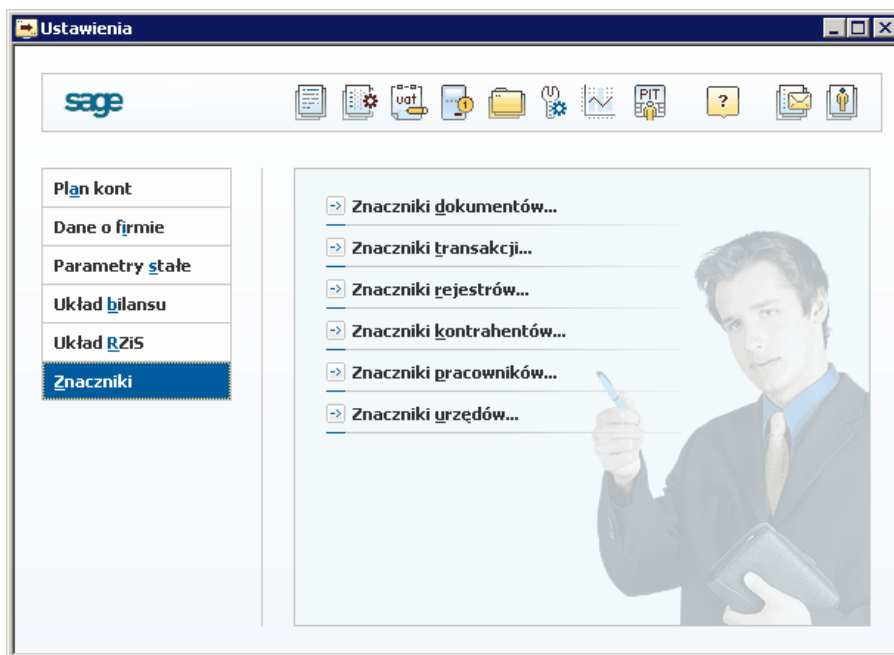 Ustawienia
sage
vat
1
PIT
?
Plan kont
Dane o firmie
Parametry stałe
Układ bilansu
Układ RZiS
Znaczniki
Znaczniki dokumentów...
Znaczniki transakcji...
Znaczniki rejestrów...
Znaczniki kontrahentów...
Znaczniki pracowników...
Znaczniki urzędów...